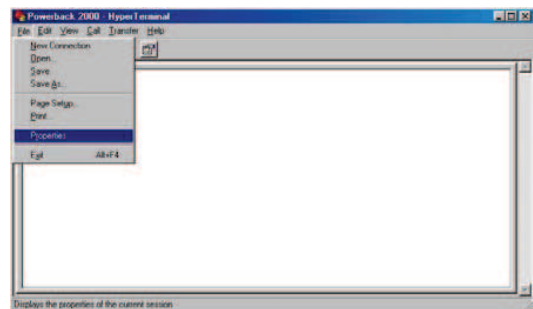 Powerback 2000 - HyperTerminal
File Edit View Call Transfer Help
New Connection
Open...
Save
Save As...
Page Setup...
Print...
Properties
Exit Alt+F4
Displays the properties of the current session